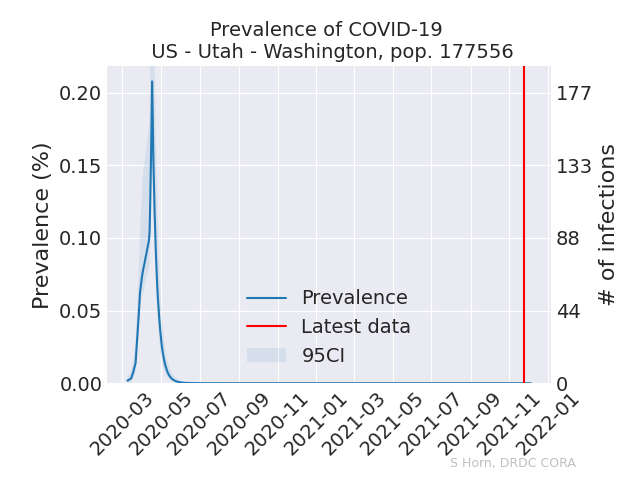 Prevalence of COVID-19
US - Utah - Washington, pop. 177556
Prevalence (%)
0.20
0.15
0.10
0.05
0.00
177
133
88
44
0
# of infections
Prevalence
Latest data
95CI
2020-03
2020-05
2020-07
2020-09
2020-11
2021-01
2021-03
2021-05
2021-07
2021-09
2021-11
2022-01
S Horn, DRDC CORA